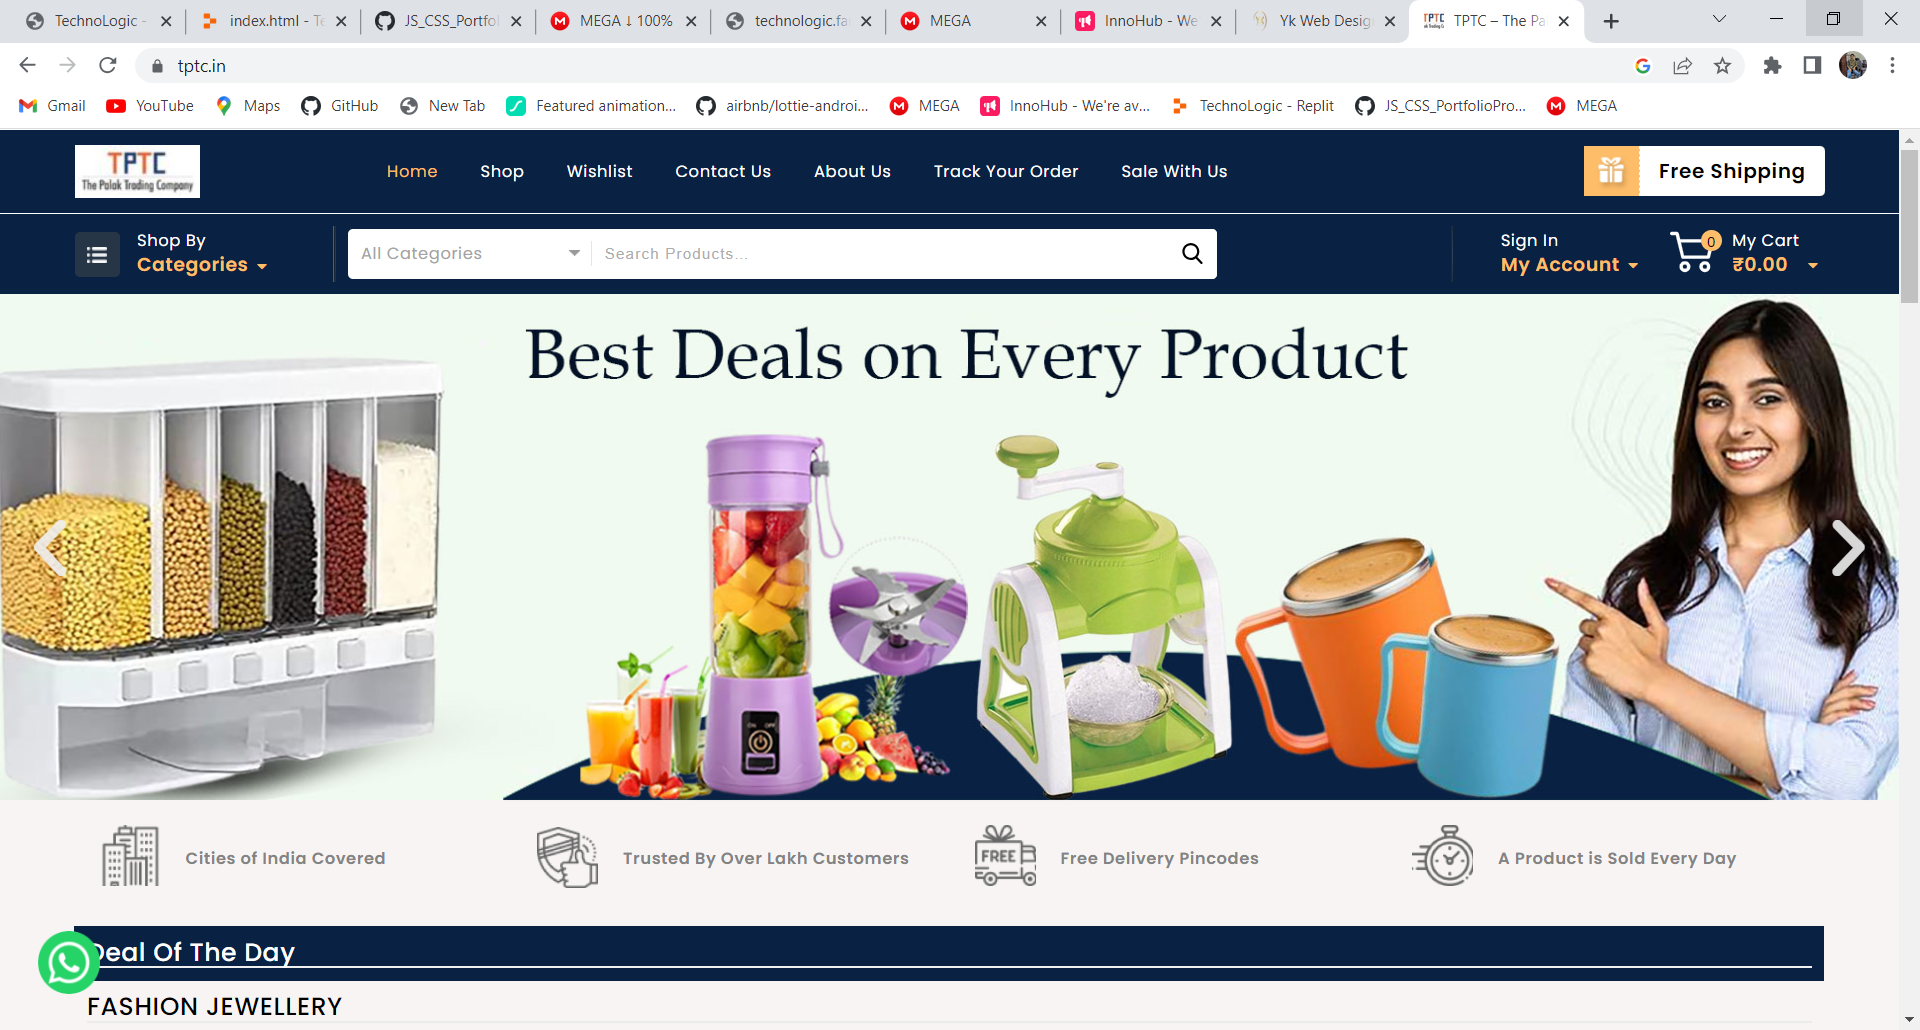 TechnoLogic -
index.html - Te
JS_CSS_Portfol
MEGA ↓ 100%
technologic.fa
MEGA
InnoHub - We
Yk Web Desig
TPTC – The Pa
tptc.in
Gmail
YouTube
Maps
GitHub
New Tab
Featured animation...
airbnb/lottie-androi...
MEGA
InnoHub - We're av...
TechnoLogic - Replit
JS_CSS_PortfolioPro...
MEGA
TPTC
The Palak Trading Company
Home
Shop
Wishlist
Contact Us
About Us
Track Your Order
Sale With Us
Free Shipping
Shop By
Categories
All Categories
Search Products...
Sign In
My Account
0
My Cart
₹0.00
Best Deals on Every Product
ON OFF
Cities of India Covered
Trusted By Over Lakh Customers
FREE
Free Delivery Pincodes
A Product is Sold Every Day
Deal Of The Day
FASHION JEWELLERY